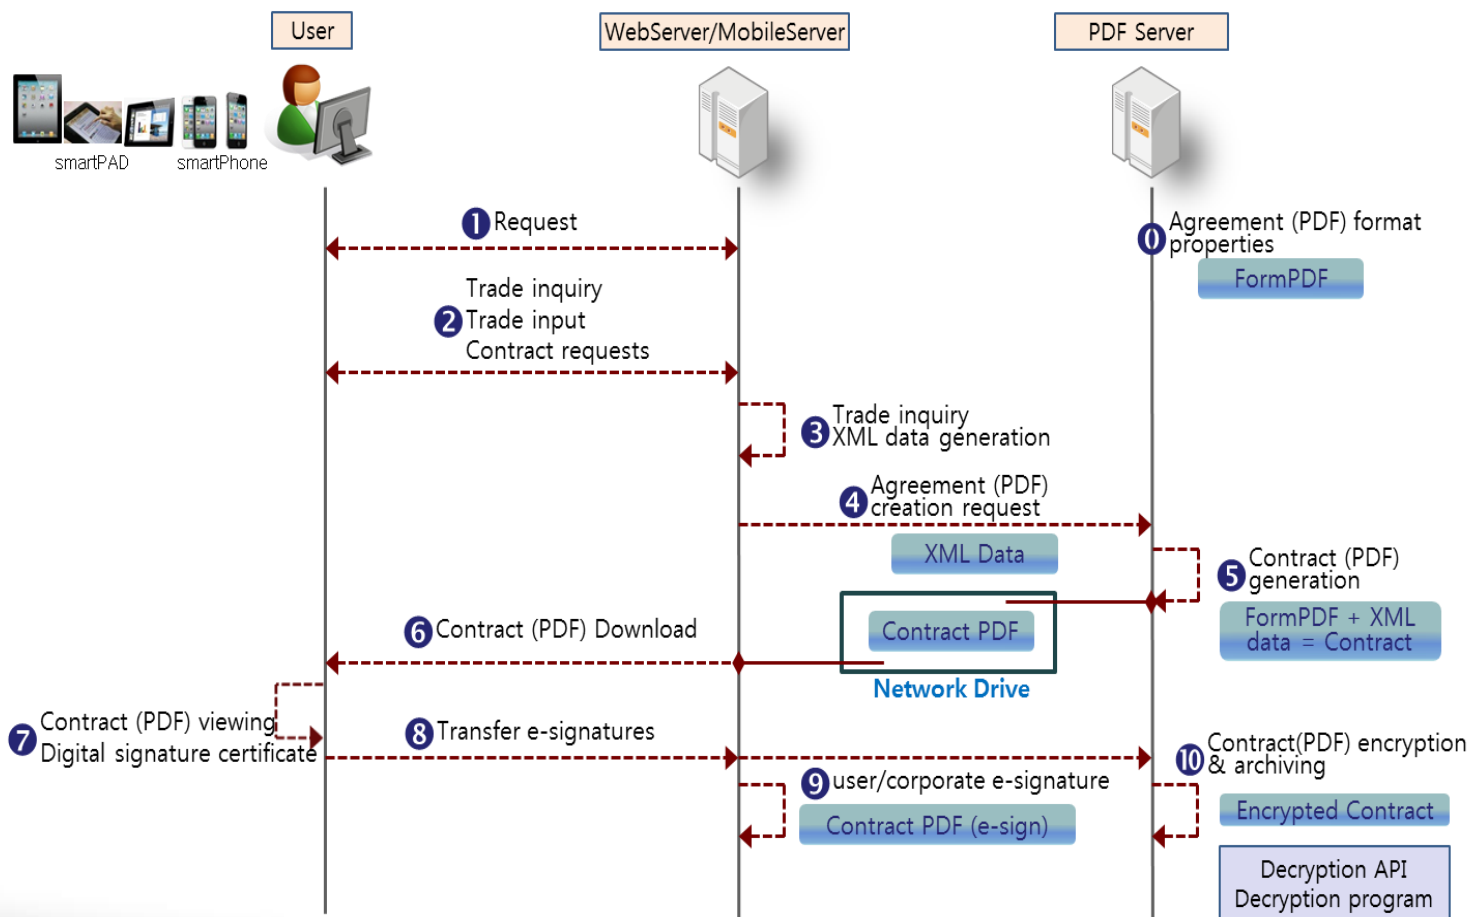 User
WebServer/MobileServer
PDF Server
smartPAD
smartPhone
1 Request
0 Agreement (PDF) format
properties
FormPDF
Trade inquiry
2 Trade input
Contract requests
3 Trade inquiry
XML data generation
4 Agreement (PDF)
creation request
XML Data
5 Contract (PDF)
generation
FormPDF + XML
data = Contract
6 Contract (PDF) Download
Contract PDF
Network Drive
7 Contract (PDF) viewing
Digital signature certificate
8 Transfer e-signatures
9 user/corporate e-signature
Contract PDF (e-sign)
10 Contract(PDF) encryption
& archiving
Encrypted Contract
Decryption API
Decryption program